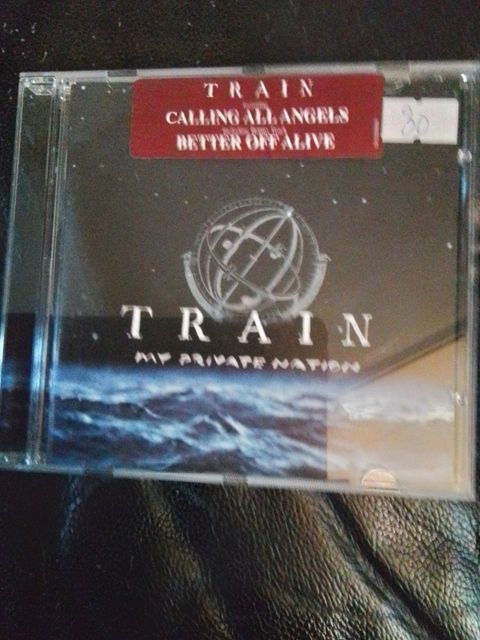 TRAIN
CALLING ALL ANGELS
BETTER OFF ALIVE
30
TRAIN
MY PRIVATE NATION